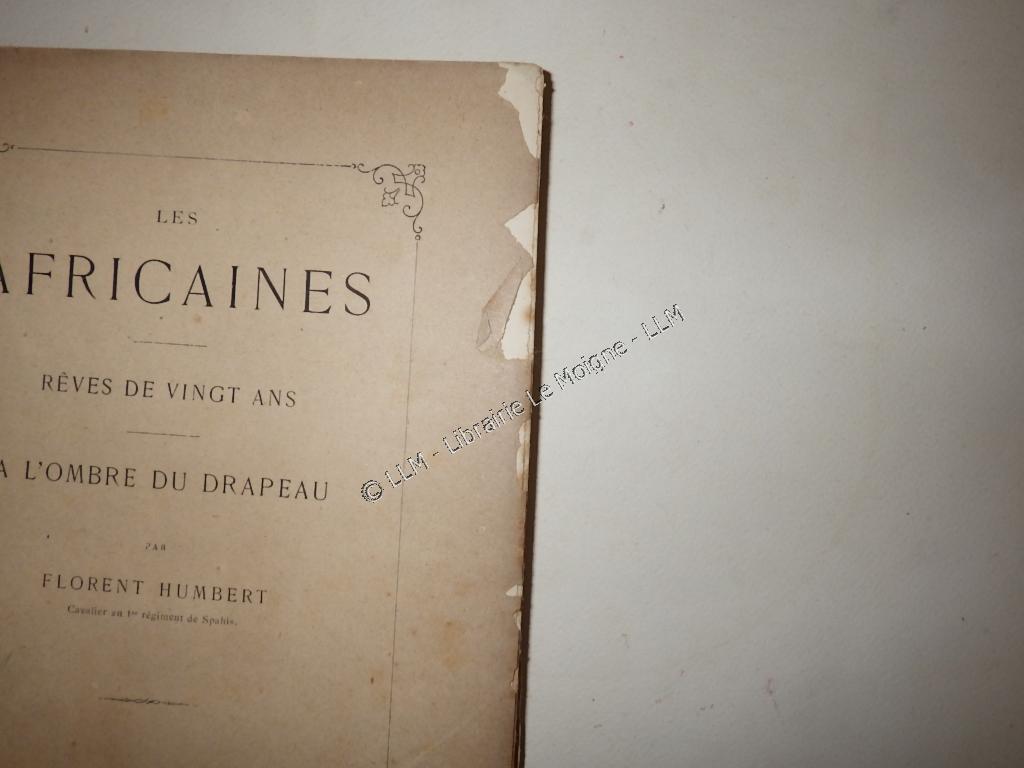 LES
AFRICAINES
RÊVES DE VINGT ANS
A L'OMBRE DU DRAPEAU
PAR
FLORENT HUMBERT
Cavalier au 1er régiment de Spahis.
© LLM - Librairie Le Moigne - LLM